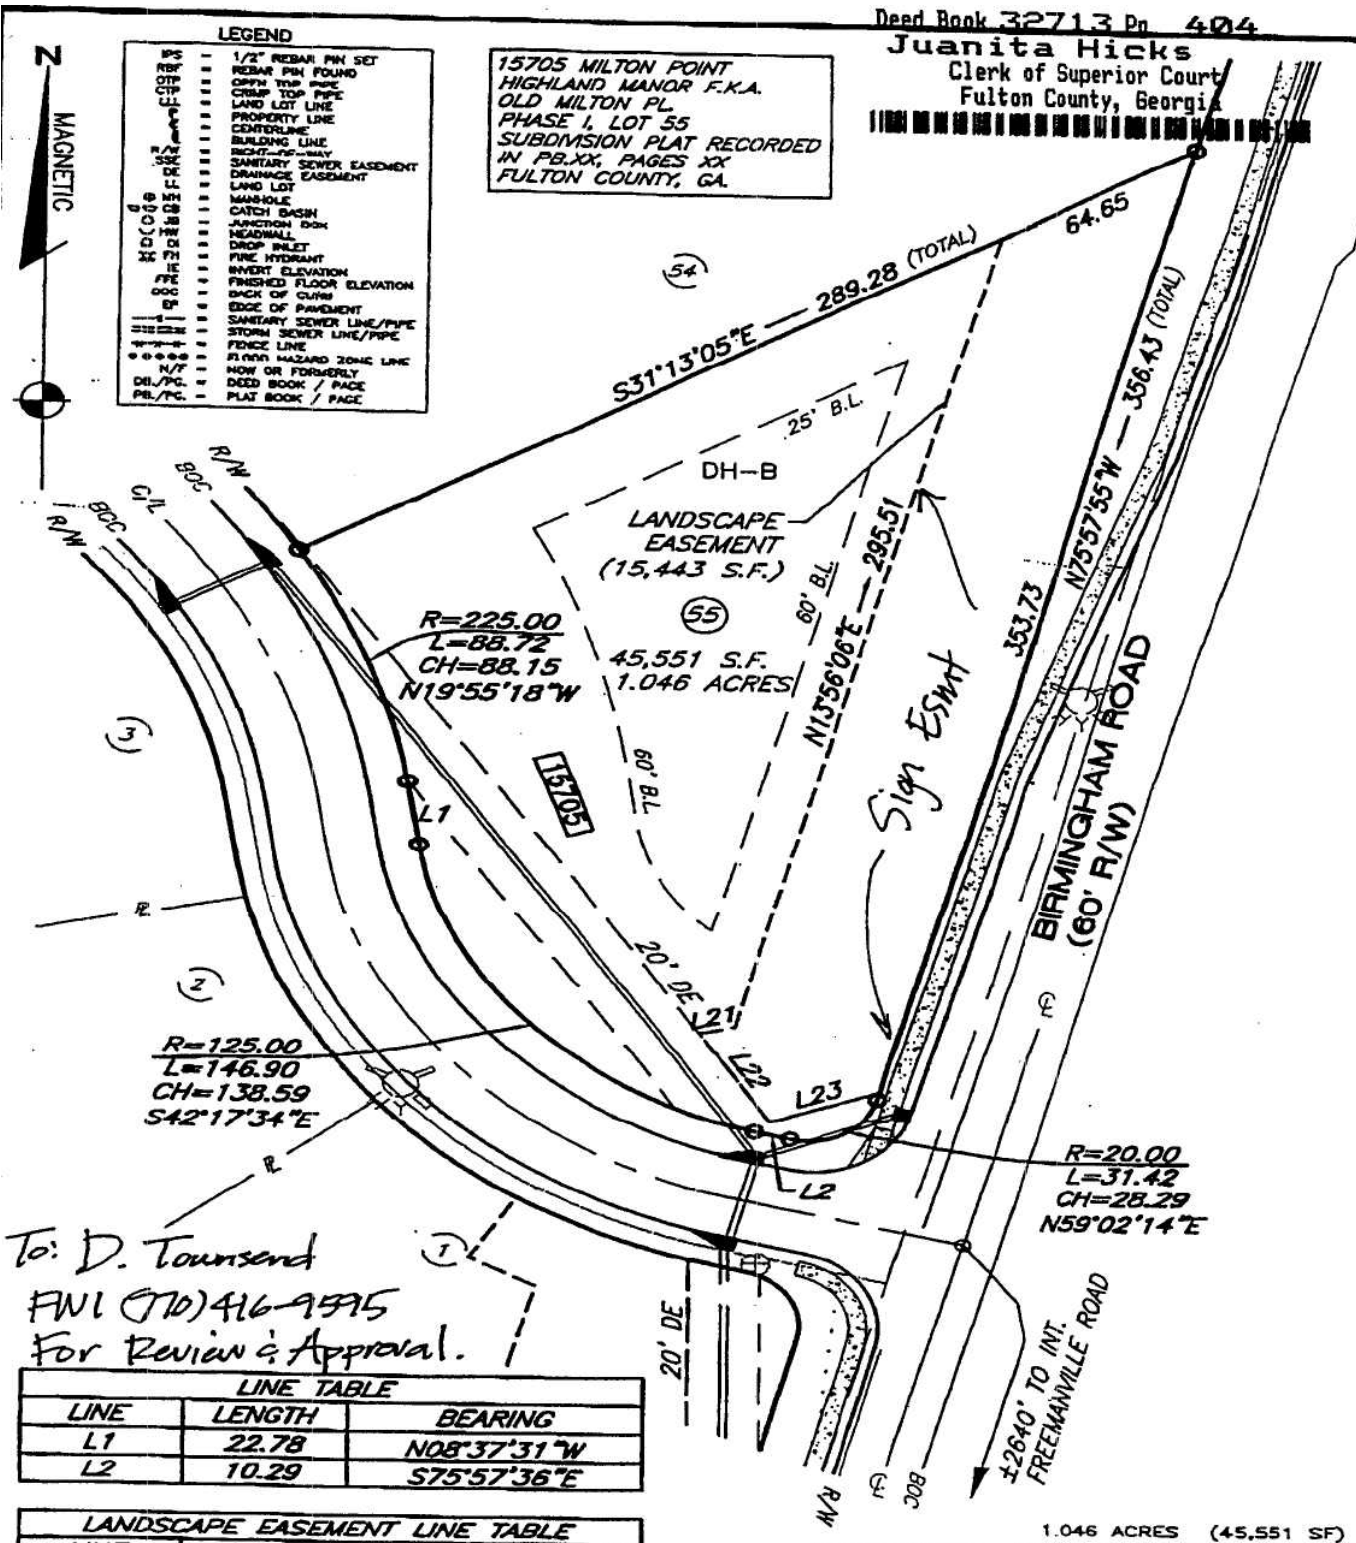 Deed Book 32713 Pg 404
Juanita Hicks
Clerk of Superior Court
Fulton County, Georgia
LEGEND
IPS = 1/2" REBAR PIN SET
RBF = REBAR PIN FOUND
OTP = OPEN TOP PIPE
CTP = CRIMP TOP PIPE
LLL = LAND LOT LINE
= PROPERTY LINE
= CENTERLINE
= BUILDING LINE
R/W = RIGHT-OF-WAY
SSE = SANITARY SEWER EASEMENT
DE = DRAINAGE EASEMENT
LL = LAND LOT
MH = MANHOLE
CB = CATCH BASIN
JB = JUNCTION BOX
HW = HEADWALL
DI = DROP INLET
FH = FIRE HYDRANT
IE = INVERT ELEVATION
FFE = FINISHED FLOOR ELEVATION
BOC = BACK OF CURB
EP = EDGE OF PAVEMENT
= SANITARY SEWER LINE/PIPE
= STORM SEWER LINE/PIPE
= FENCE LINE
= FLOOD HAZARD ZONE LINE
N/F = NOW OR FORMERLY
DB./PG. = DEED BOOK / PAGE
PB./PG. = PLAT BOOK / PAGE
N
MAGNETIC
15705 MILTON POINT
HIGHLAND MANOR F.K.A.
OLD MILTON PL.
PHASE I, LOT 55
SUBDIVISION PLAT RECORDED
IN PB.XX, PAGES XX
FULTON COUNTY, GA.
54
S31°13'05"E
289.28 (TOTAL)
64.65
N75°57'55"W
356.43 (TOTAL)
353.73
25' B.L.
DH-B
LANDSCAPE
EASEMENT
(15,443 S.F.)
55
45,551 S.F.
1.046 ACRES
60' B.L.
60' B.L.
N13°56'06"E
295.51
Sign Esmt
R/W
BOC
C/L
BOC
R/W
R=225.00
L=88.72
CH=88.15
N19°55'18"W
3
L1
15705
BIRMINGHAM ROAD
(60' R/W)
2
20' DE
L21
L22
L23
R=125.00
L=146.90
CH=138.59
S42°17'34"E
L2
R=20.00
L=31.42
CH=28.29
N59°02'14"E
1
To: D. Townsend
FWI (770)416-9595
For Review & Approval.
20' DE
±2640' TO INT.
FREEMANVILLE ROAD
R/W
BOC
LINE TABLE
LINE LENGTH BEARING
L1 22.78 N08°37'31"W
L2 10.29 S75°57'36"E
LANDSCAPE EASEMENT LINE TABLE
1.046 ACRES (45,551 SF)